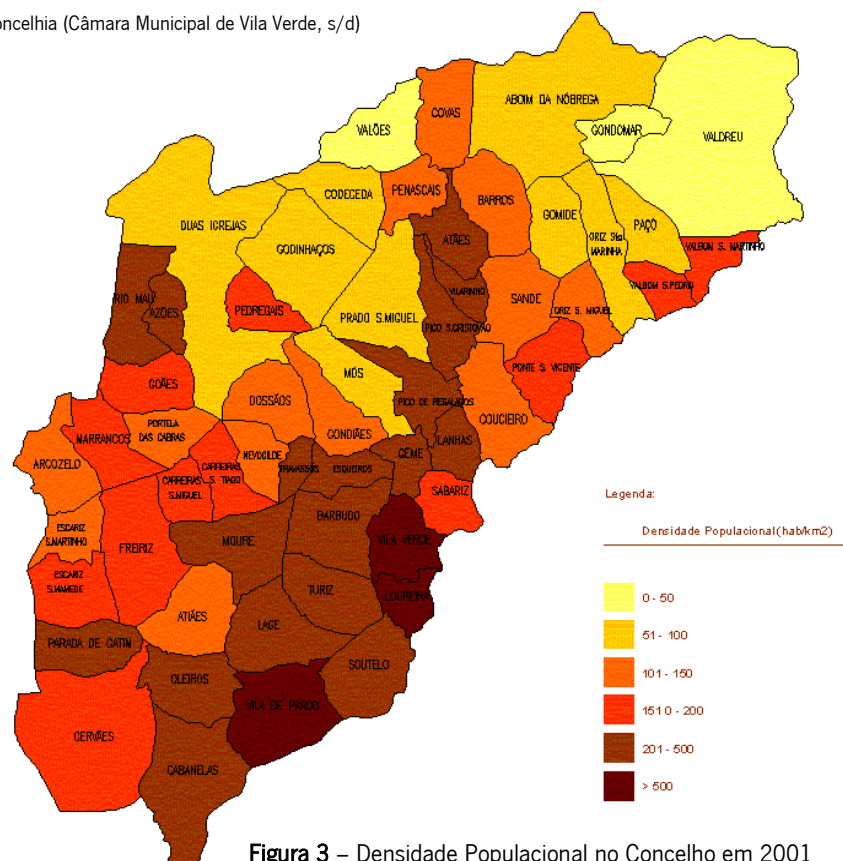 oncelhia (Câmara Municipal de Vila Verde, s/d)
ABOIM DA NÓBREGA
COVAS
VALÕES
GONDOMAR
VALDREU
CODECEDA
PENASCAIS
BARROS
GOMIDE
PAÇÔ
DUAS IGREJAS
ORIZ Sta
MARINHA
ATÃES
GODINHAÇOS
VALBOM S. MARTINHO
VALBOM S.PEDRO
RIO MAU
AZÕES
VILARINHO
SANDE
PEDREGAIS
ORIZ S. MIGUEL
PRADO S.MIGUEL
PICO S.CRISTOVÃO
PONTE S. VICENTE
MÓS
GOÃES
DOSSÃOS
PICO DE REGALADOS
COUCIEIRO
PORTELA
DAS CABRAS
GONDIÃES
MARRANCOS
LANHAS
NEVOGILDE
GÊME
ARCOZELO
CARREIRAS
S. TIAGO
TRAVASSÓS
ESQUEIROS
CARREIRAS
S.MIGUEL
SABARIZ
BARBUDO
ESCARIZ
S.MARTINHO
FREIRIZ
MOURE
VILA VERDE
ESCARIZ
S.MAMEDE
TURIZ
LOUREIRA
ATIÃES
LAGE
PARADA DE GATIM
SOUTELO
OLEIROS
VILA DE PRADO
CERVÃES
CABANELAS
Legenda:
Densidade Populacional(hab/km2)
0 - 50
51 - 100
101 - 150
151 0 - 200
201 - 500
> 500
Figura 3 – Densidade Populacional no Concelho em 2001